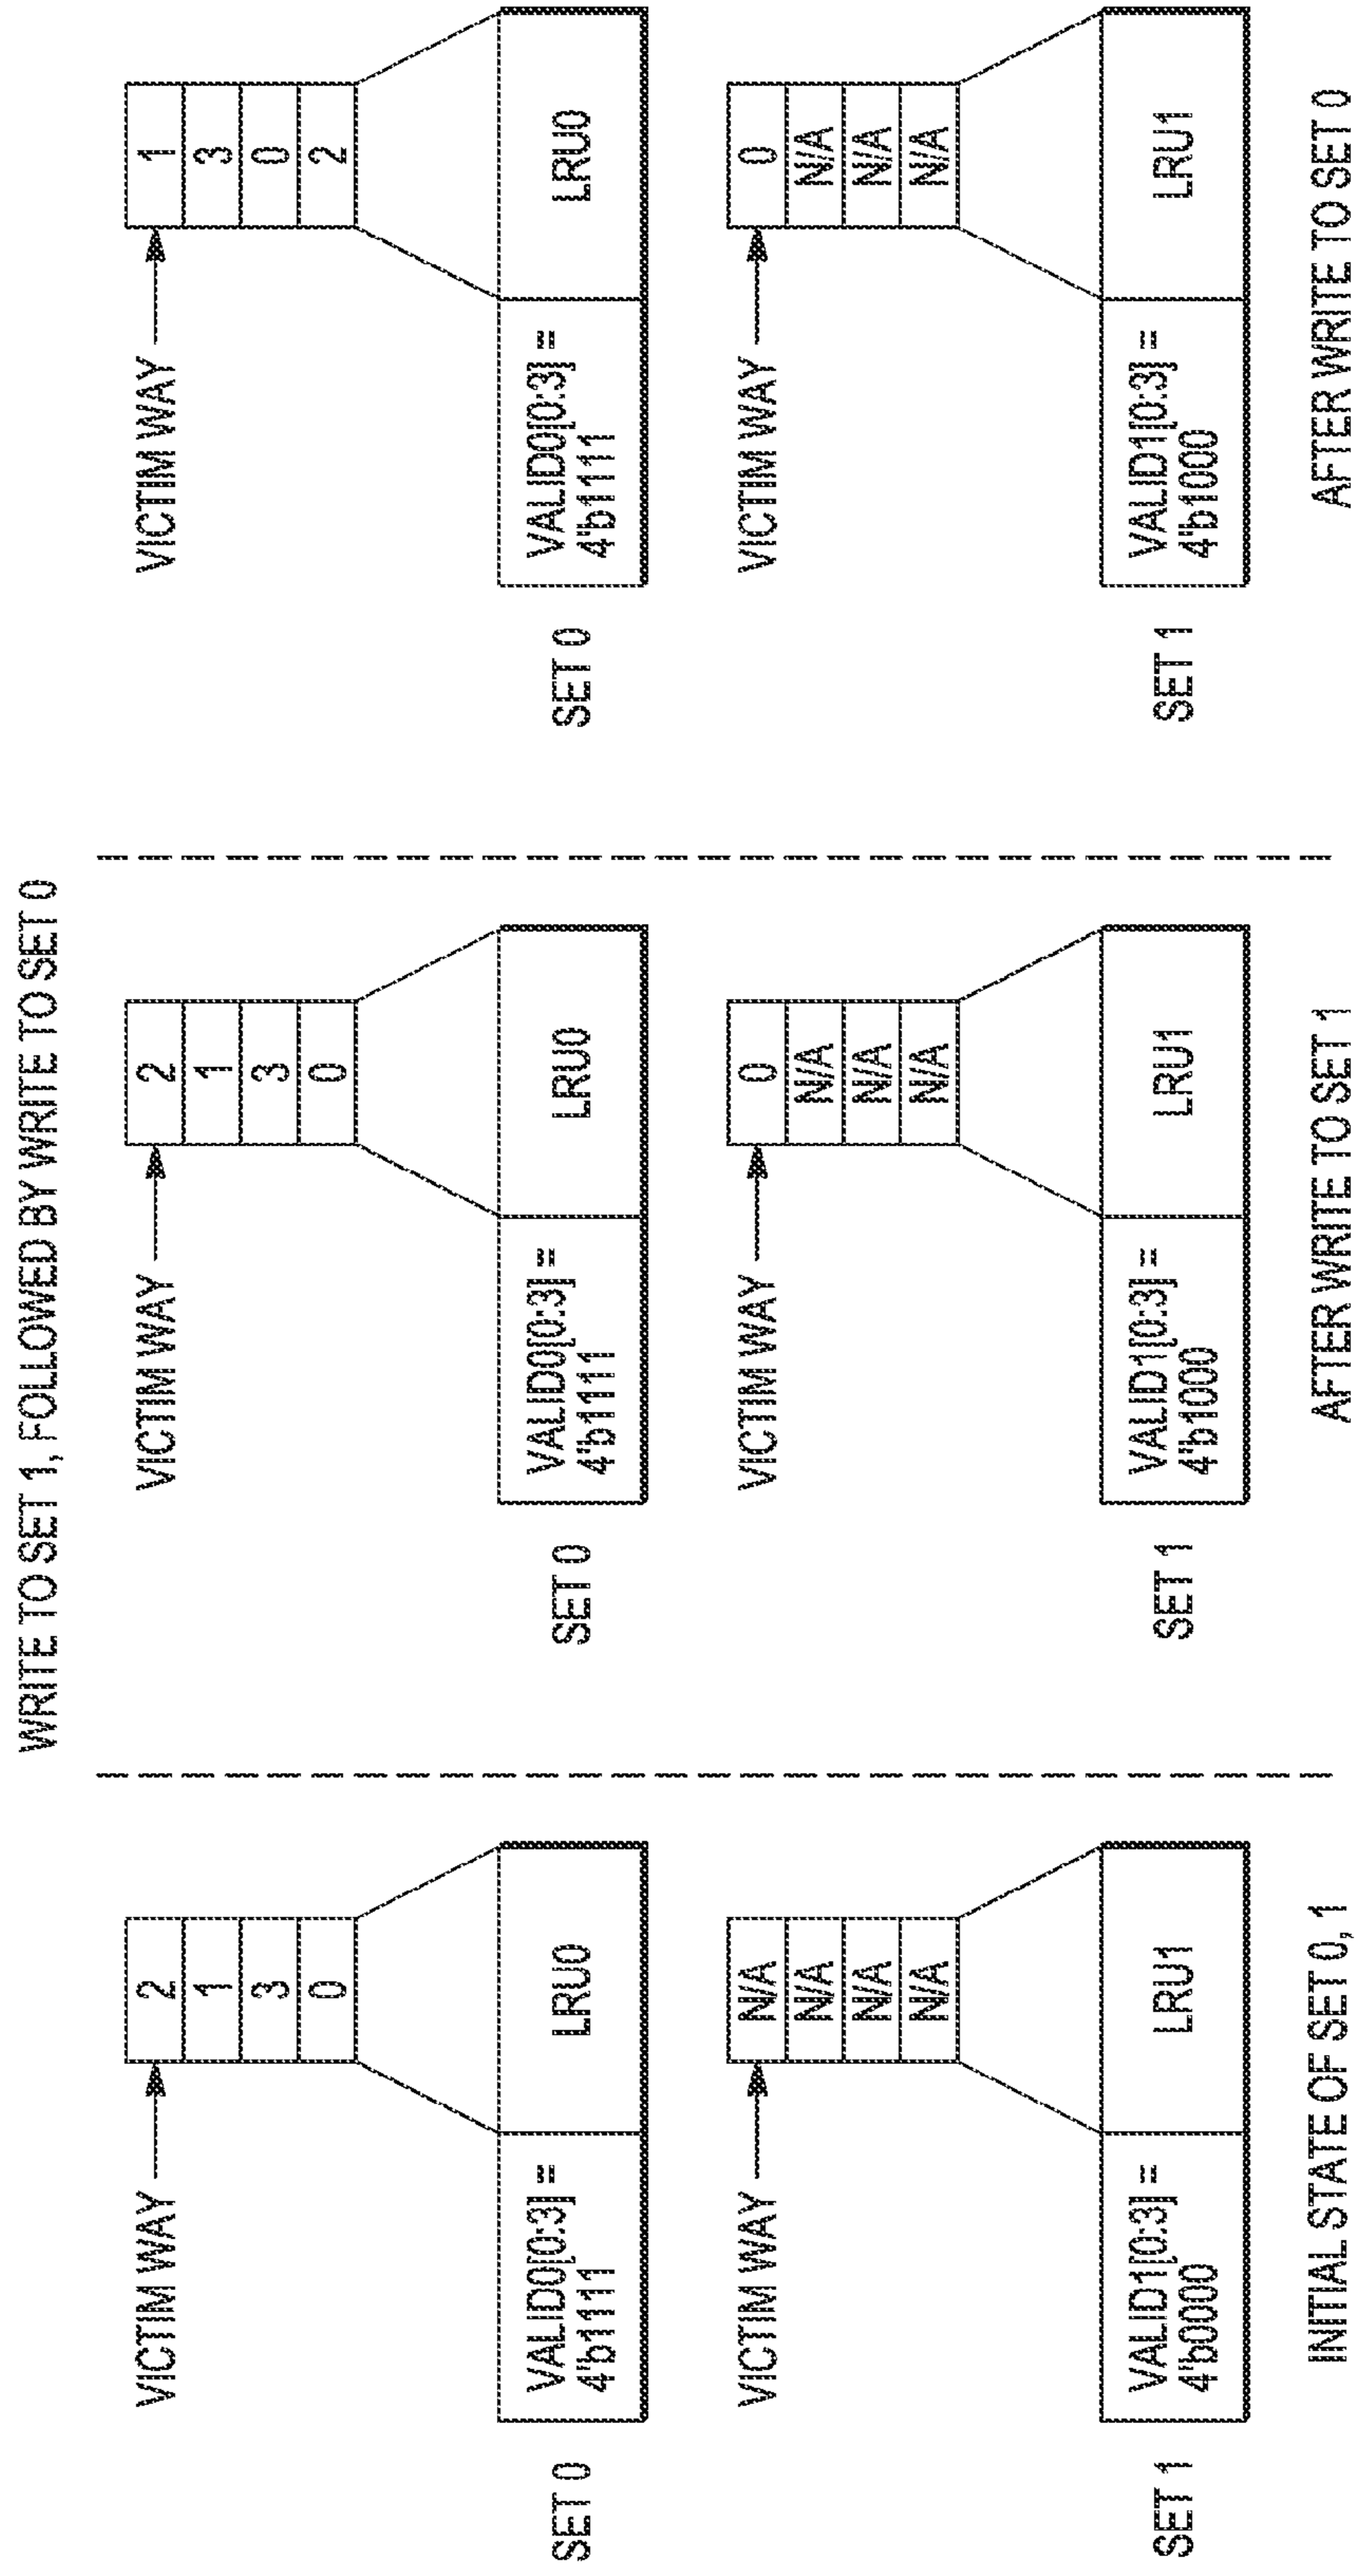 WRITE TO SET 1, FOLLOWED BY WRITE TO SET 0
VICTIM WAY
2
1
3
0
SET 0
VALID0[0:3] =
4'b1111
LRU0
VICTIM WAY
N/A
N/A
N/A
N/A
SET 1
VALID1[0:3] =
4'b0000
LRU1
INITIAL STATE OF SET 0, 1
VICTIM WAY
2
1
3
0
SET 0
VALID0[0:3] =
4'b1111
LRU0
VICTIM WAY
0
N/A
N/A
N/A
SET 1
VALID1[0:3] =
4'b1000
LRU1
AFTER WRITE TO SET 1
VICTIM WAY
1
3
0
2
SET 0
VALID0[0:3] =
4'b1111
LRU0
VICTIM WAY
0
N/A
N/A
N/A
SET 1
VALID1[0:3] =
4'b1000
LRU1
AFTER WRITE TO SET 0